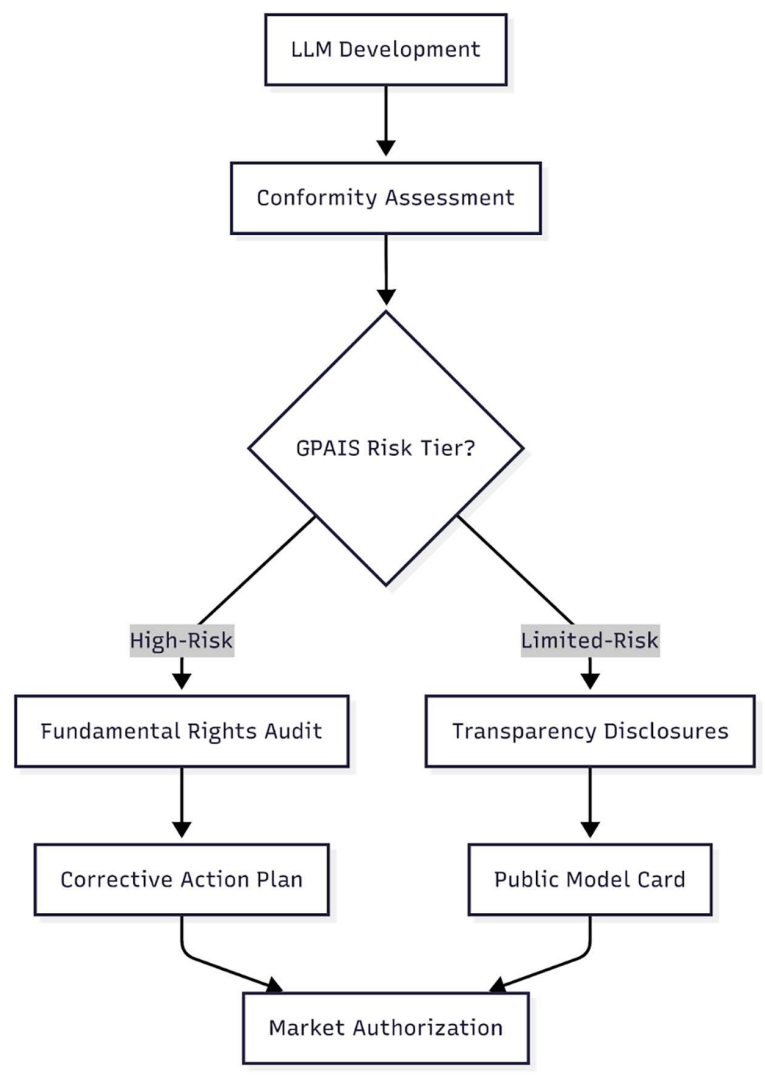 LLM Development
Conformity Assessment
GPAIS Risk Tier?
High-Risk
Limited-Risk
Fundamental Rights Audit
Transparency Disclosures
Corrective Action Plan
Public Model Card
Market Authorization